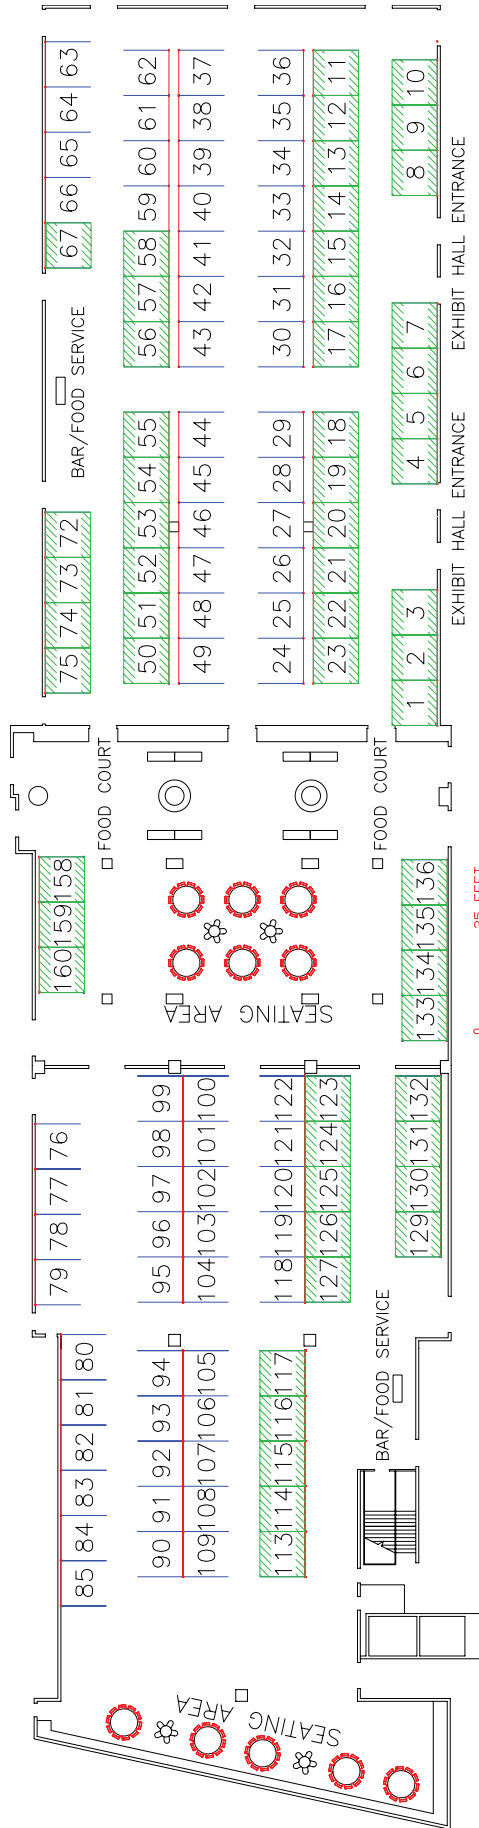 85 84 83 82 81 80 79 78 77 76 160 159 158 75 74 73 72 67 66 65 64 63
BAR/FOOD SERVICE
FOOD COURT
90 91 92 93 94 95 96 97 98 99 50 51 52 53 54 55 56 57 58 59 60 61 62
109 108 107 106 105 104 103 102 101 100 49 48 47 46 45 44 43 42 41 40 39 38 37
SEATING AREA
SEATING AREA
113 114 115 116 117 118 119 120 121 122 24 25 26 27 28 29 30 31 32 33 34 35 36
127 126 125 124 123 23 22 21 20 19 18 17 16 15 14 13 12 11
BAR/FOOD SERVICE
FOOD COURT
129 130 131 132 133 134 135 136 1 2 3 4 5 6 7 8 9 10
EXHIBIT HALL ENTRANCE
EXHIBIT HALL ENTRANCE